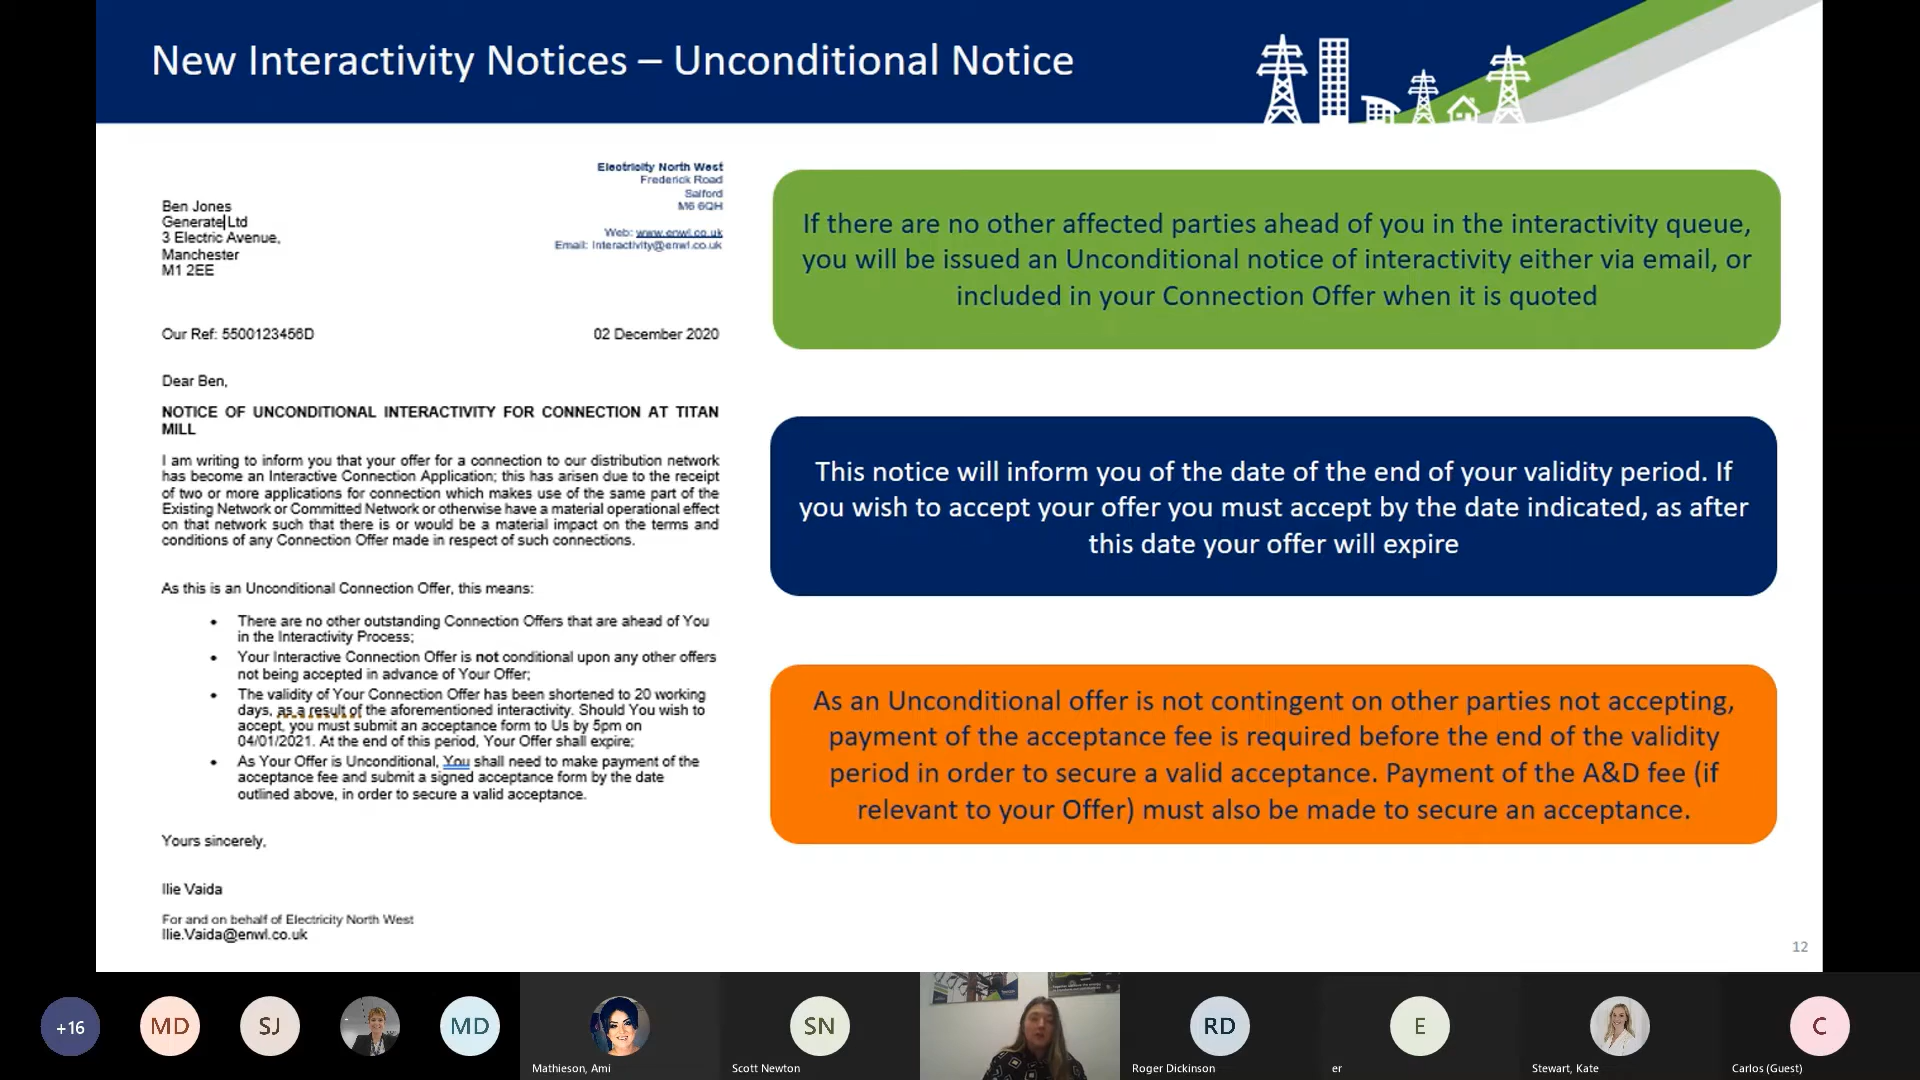 New Interactivity Notices – Unconditional Notice
Electricity North West
Frederick Road
Salford
M6 6QH
Web: www.enwl.co.uk
Email: Interactivity@enwl.co.uk
Ben Jones
Generate Ltd
3 Electric Avenue,
Manchester
M1 2EE
Our Ref: 5500123456D
02 December 2020
Dear Ben,
NOTICE OF UNCONDITIONAL INTERACTIVITY FOR CONNECTION AT TITAN
MILL
I am writing to inform you that your offer for a connection to our distribution network
has become an Interactive Connection Application; this has arisen due to the receipt
of two or more applications for connection which makes use of the same part of the
Existing Network or Committed Network or otherwise have a material operational effect
on that network such that there is or would be a material impact on the terms and
conditions of any Connection Offer made in respect of such connections.
As this is an Unconditional Connection Offer, this means:
• There are no other outstanding Connection Offers that are ahead of You
in the Interactivity Process;
• Your Interactive Connection Offer is not conditional upon any other offers
not being accepted in advance of Your Offer;
• The validity of Your Connection Offer has been shortened to 20 working
days, as a result of the aforementioned interactivity. Should You wish to
accept, you must submit an acceptance form to Us by 5pm on
04/01/2021. At the end of this period, Your Offer shall expire;
• As Your Offer is Unconditional, You shall need to make payment of the
acceptance fee and submit a signed acceptance form by the date
outlined above, in order to secure a valid acceptance.
Yours sincerely,
Ilie Vaida
For and on behalf of Electricity North West
Ilie.Vaida@enwl.co.uk
If there are no other affected parties ahead of you in the interactivity queue,
you will be issued an Unconditional notice of interactivity either via email, or
included in your Connection Offer when it is quoted
This notice will inform you of the date of the end of your validity period. If
you wish to accept your offer you must accept by the date indicated, as after
this date your offer will expire
As an Unconditional offer is not contingent on other parties not accepting,
payment of the acceptance fee is required before the end of the validity
period in order to secure a valid acceptance. Payment of the A&D fee (if
relevant to your Offer) must also be made to secure an acceptance.
12
+16
MD
SJ
MD
Mathieson, Ami
SN
Scott Newton
RD
Roger Dickinson
E
er
Stewart, Kate
C
Carlos (Guest)